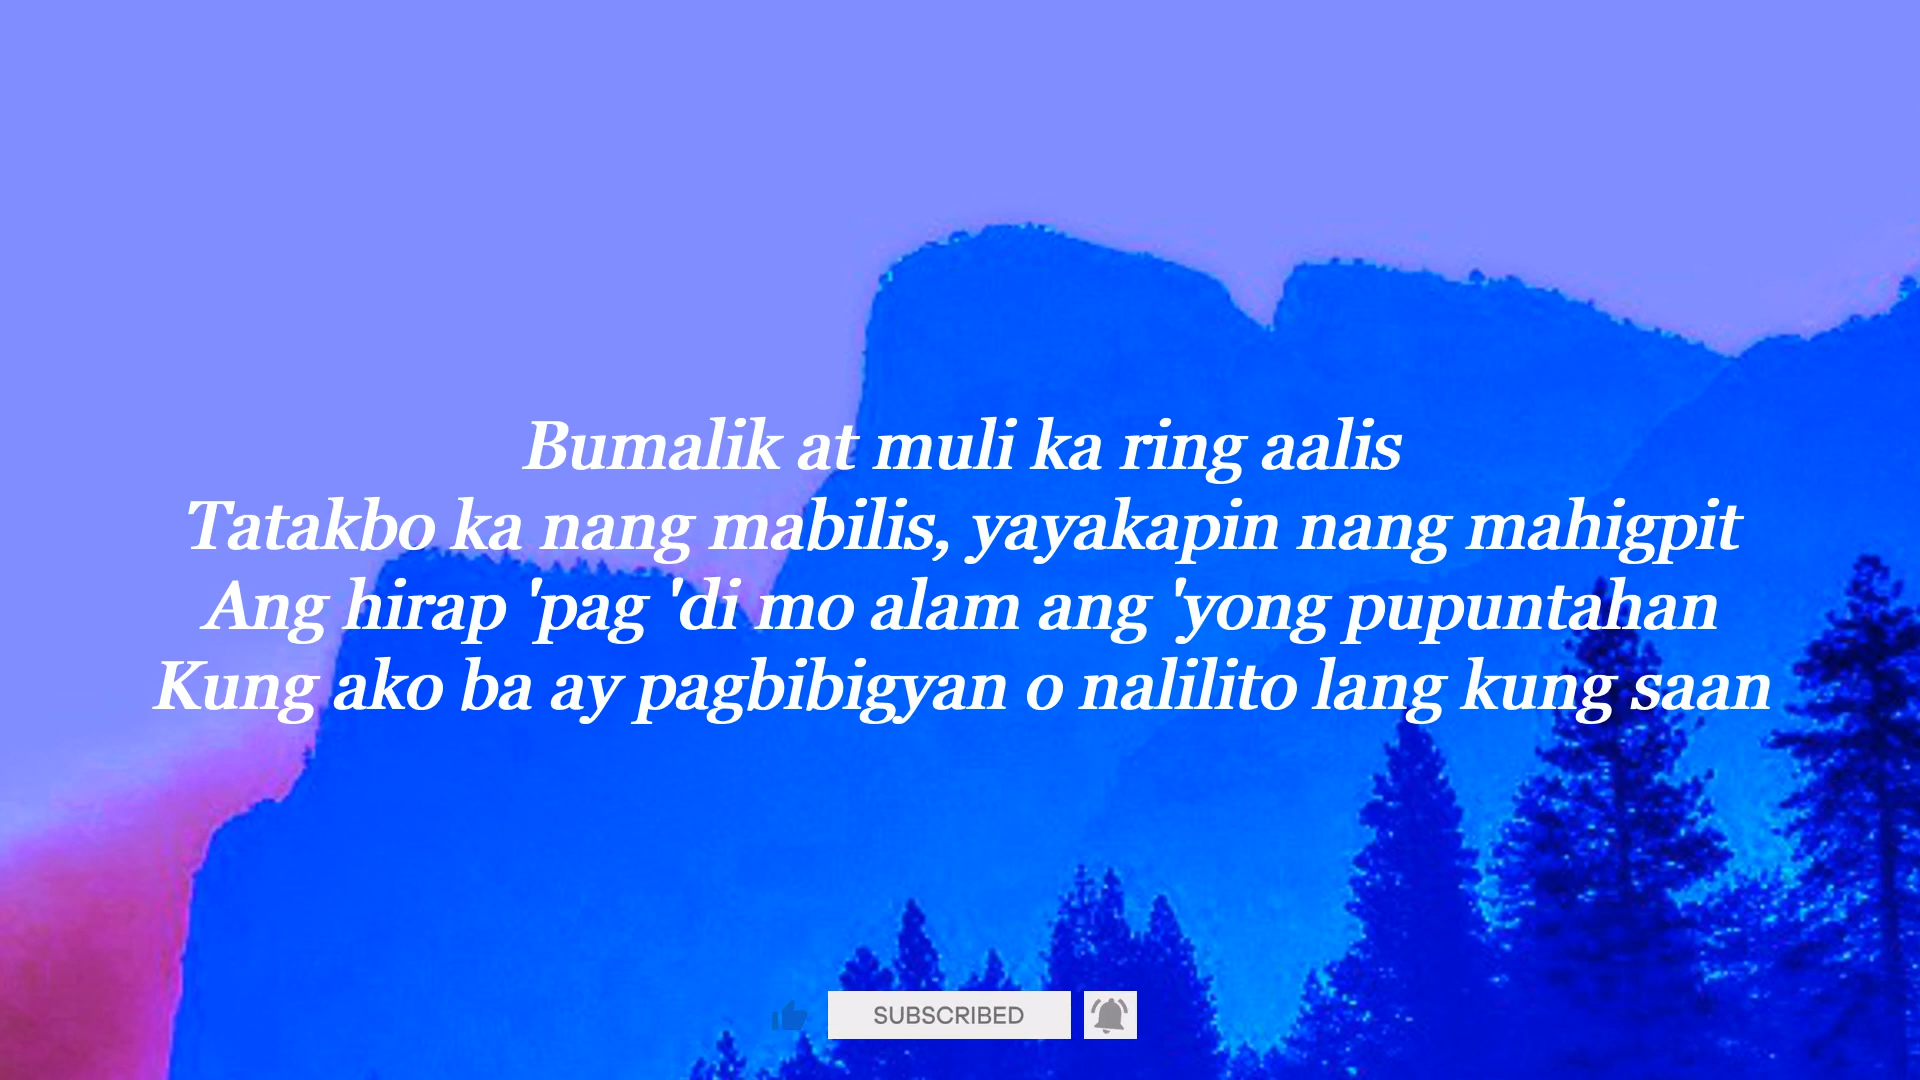 Bumalik at muli ka ring aalis
Tatakbo ka nang mabilis, yayakapin nang mahigpit
Ang hirap 'pag 'di mo alam ang 'yong pupuntahan
Kung ako ba ay pagbibigyan o nalilito lang kung saan
SUBSCRIBED